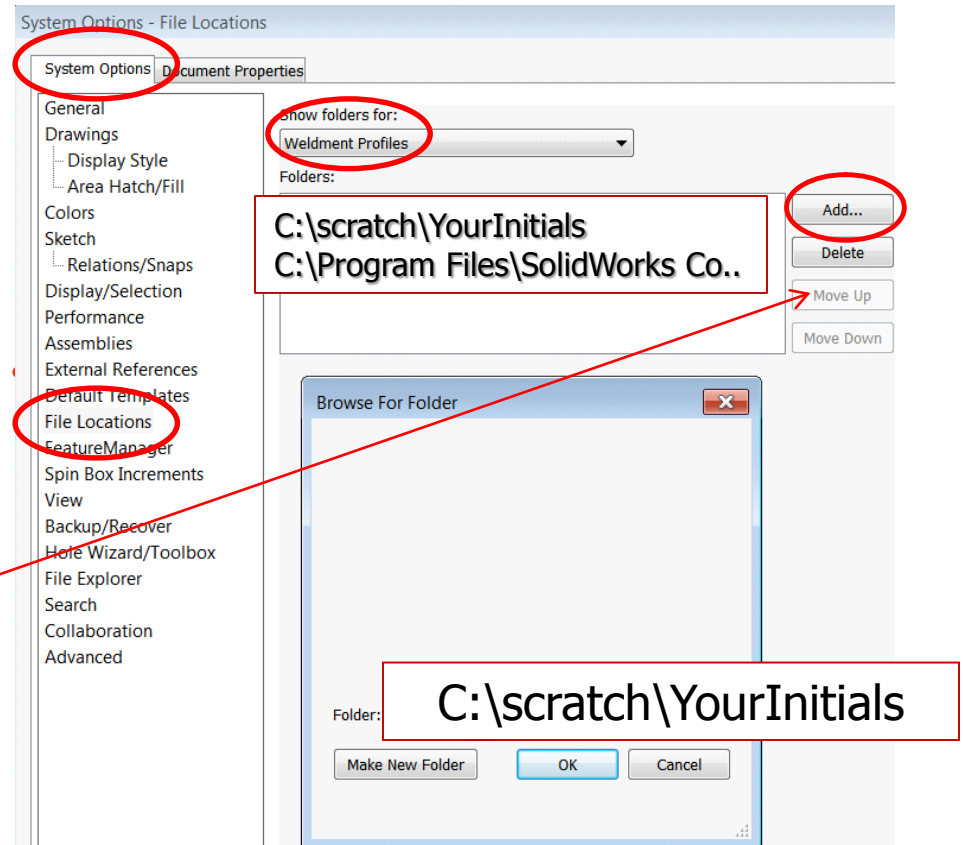 System Options - File Locations
System Options Document Properties
General
Drawings
Display Style
Area Hatch/Fill
Colors
Sketch
Relations/Snaps
Display/Selection
Performance
Assemblies
External References
Default Templates
File Locations
FeatureManager
Spin Box Increments
View
Backup/Recover
Hole Wizard/Toolbox
File Explorer
Search
Collaboration
Advanced
Show folders for:
Weldment Profiles
Folders:
C:\scratch\YourInitials
C:\Program Files\SolidWorks Co..
Add...
Delete
Move Up
Move Down
Browse For Folder
Folder:
C:\scratch\YourInitials
Make New Folder
OK
Cancel